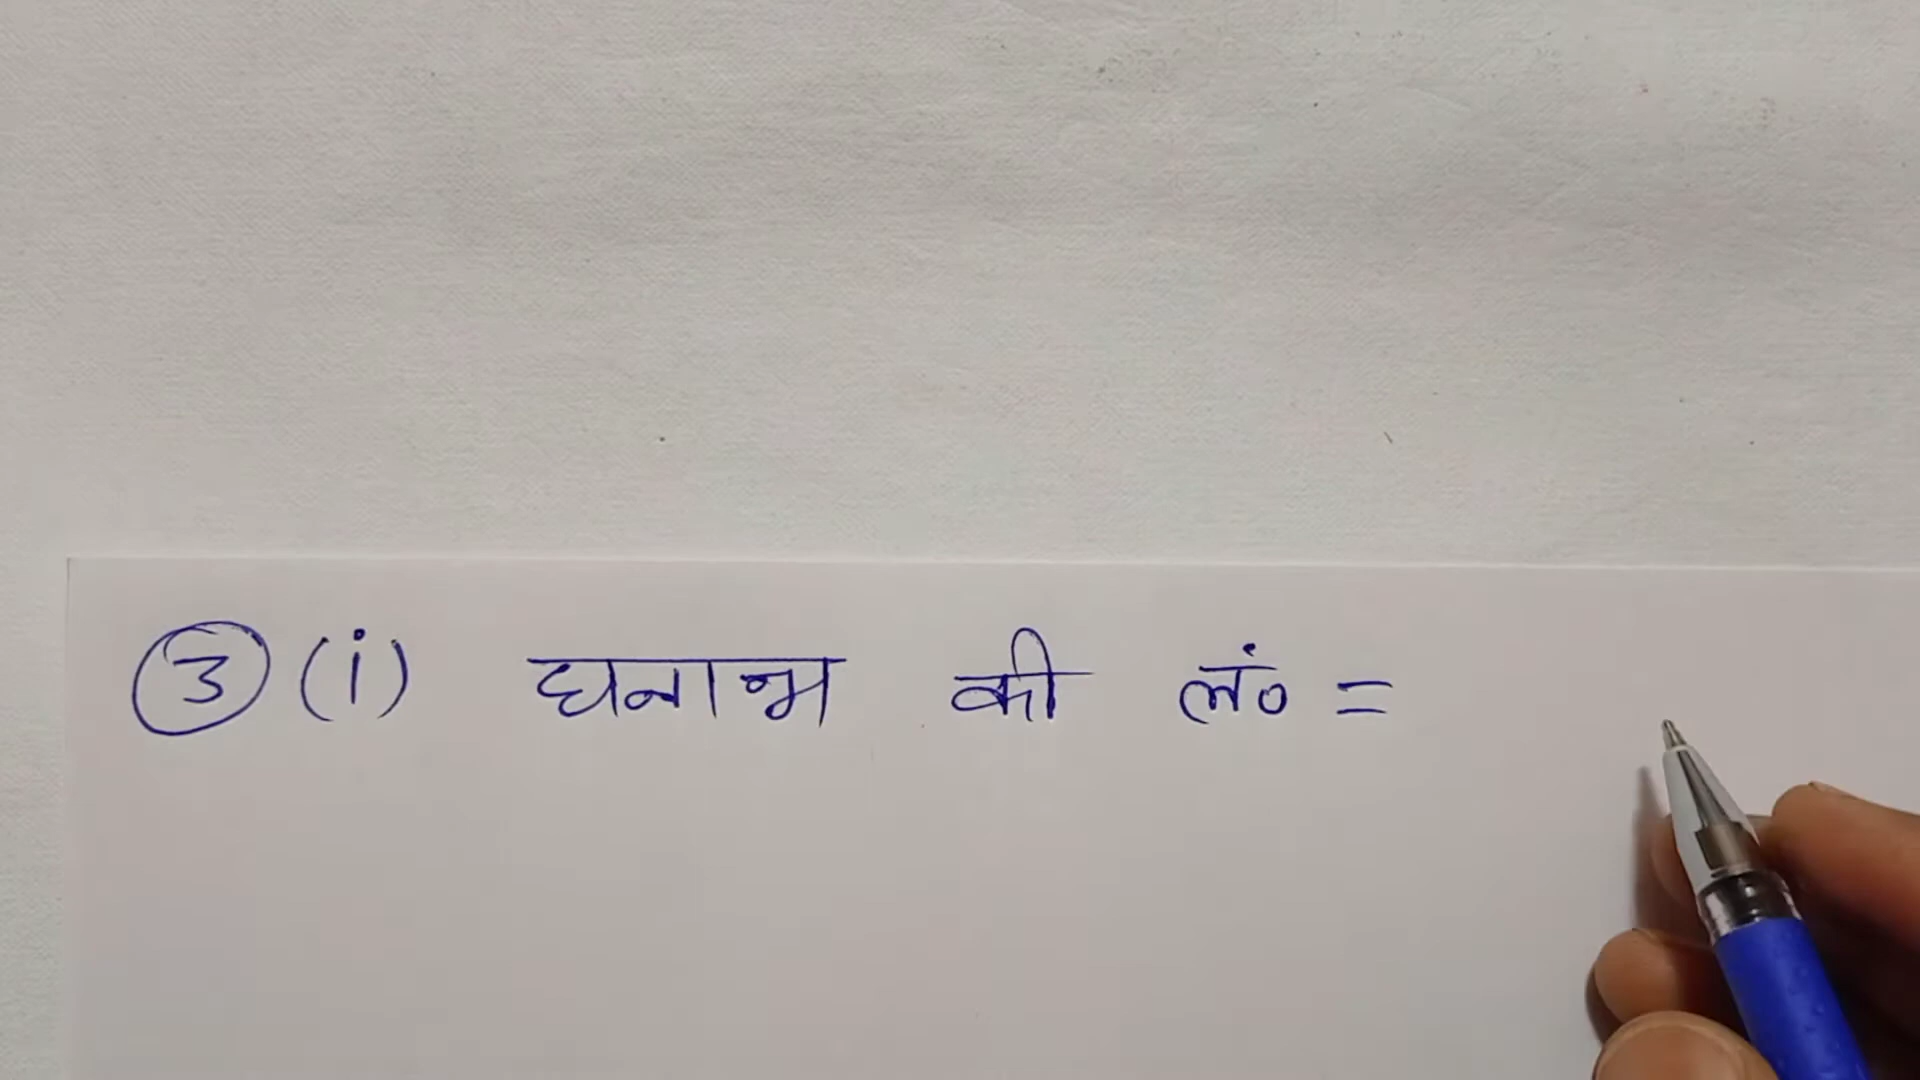 ③ (i) घनाभ की लं० =